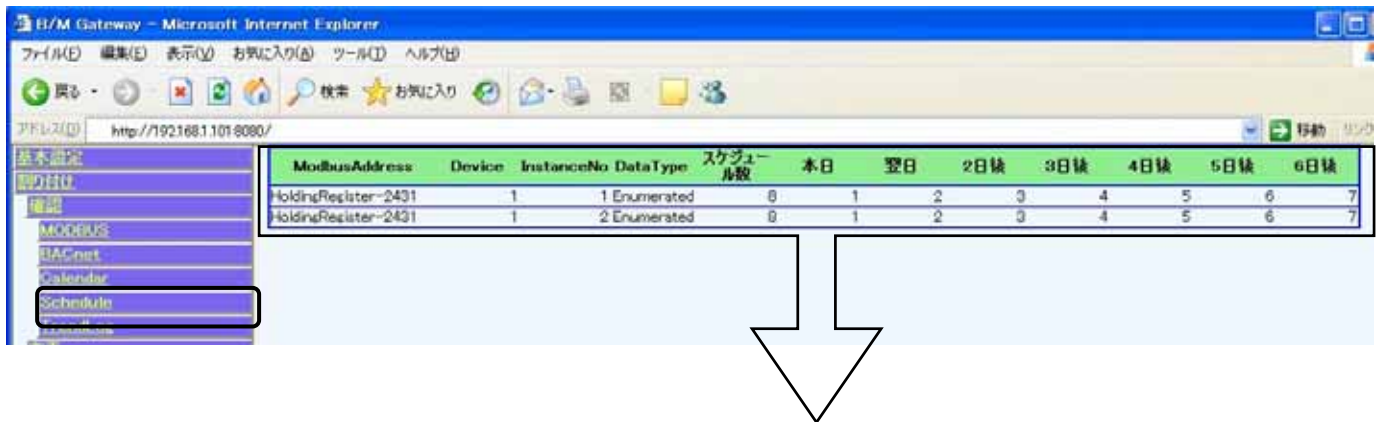 B/M Gateway - Microsoft Internet Explorer
ファイル(F) 編集(E) 表示(V) お気に入り(A) ツール(T) ヘルプ(H)
戻る 検索 お気に入り
アドレス(D) http://192.168.1.101:8080/ 移動 リンク
基本設定
割り付け
確認
MODBUS
BACnet
Calendar
Schedule
TrendLog
ModbusAddress Device InstanceNo DataType スケジュール数 本日 翌日 2日後 3日後 4日後 5日後 6日後
HoldingRegister-2431 1 1 Enumerated 8 1 2 3 4 5 6 7
HoldingRegister-2431 1 2 Enumerated 8 1 2 3 4 5 6 7